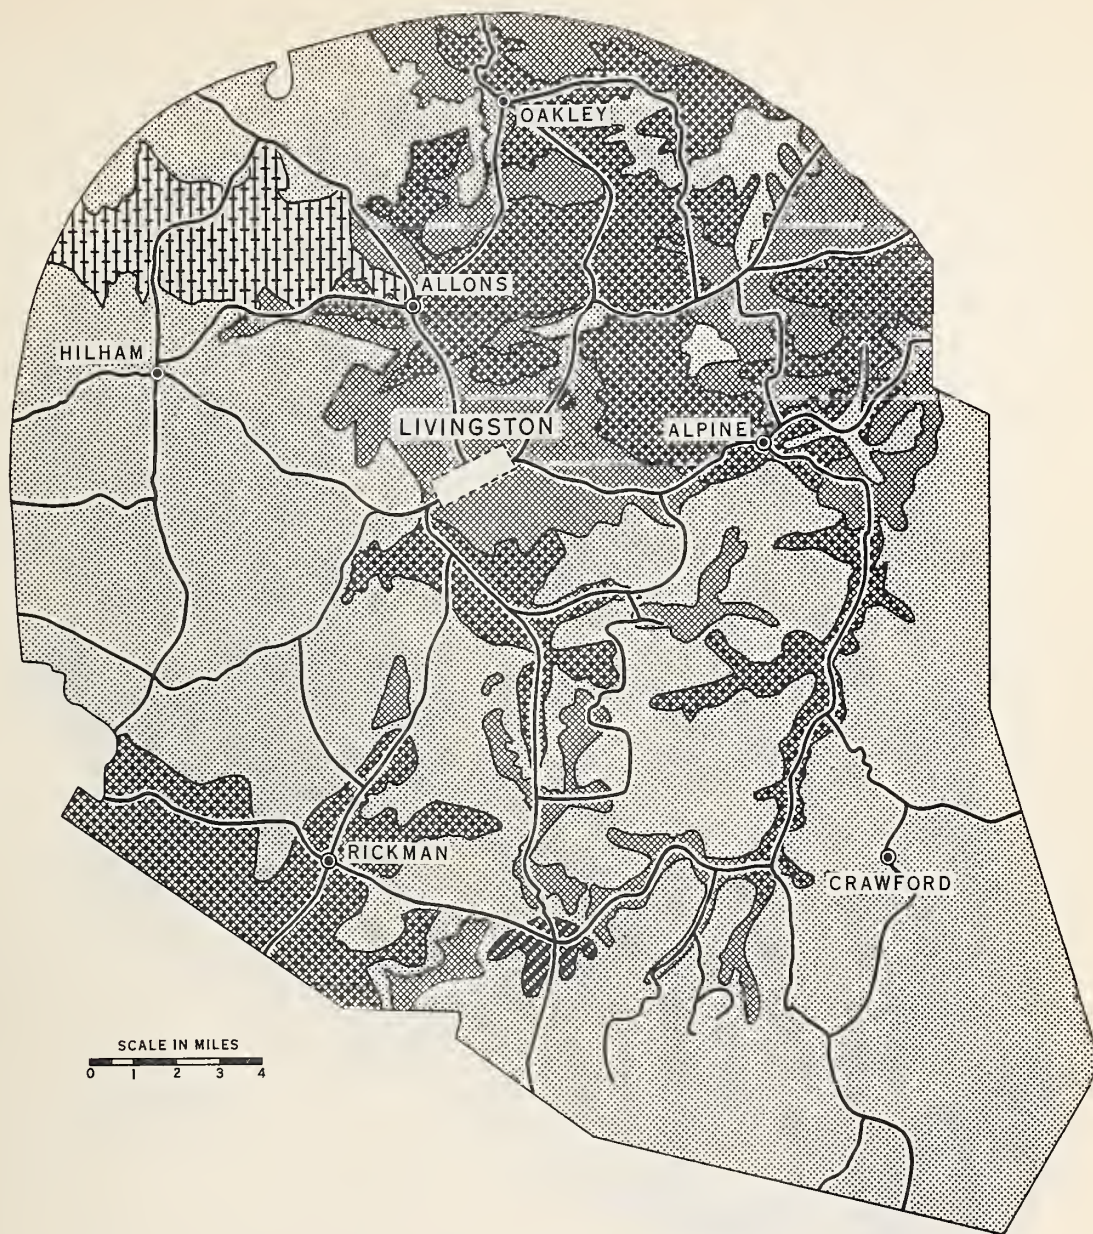 OAKLEY
ALLONS
HILHAM
LIVINGSTON
ALPINE
RICKMAN
CRAWFORD
SCALE IN MILES
0 1 2 3 4